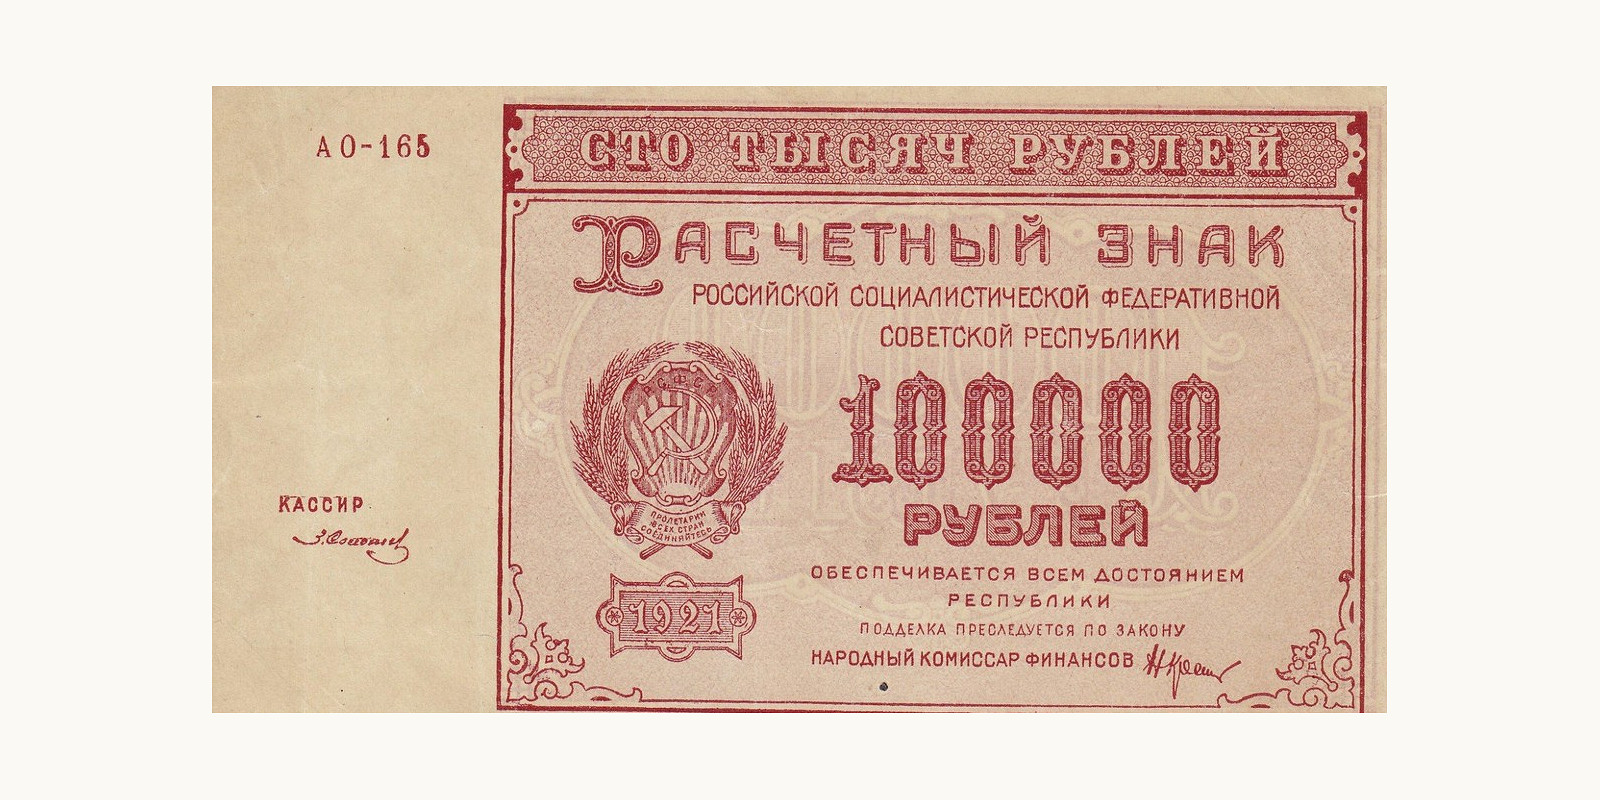 АО-165
СТО ТЫСЯЧ РУБЛЕЙ
РАСЧЕТНЫЙ ЗНАК
РОССИЙСКОЙ СОЦИАЛИСТИЧЕСКОЙ ФЕДЕРАТИВНОЙ
СОВЕТСКОЙ РЕСПУБЛИКИ
Р.С.Ф.С.Р.
100000
РУБЛЕЙ
КАССИР
ПРОЛЕТАРИИ
ВСЕХ СТРАН
СОЕДИНЯЙТЕСЬ
1921
ОБЕСПЕЧИВАЕТСЯ ВСЕМ ДОСТОЯНИЕМ
РЕСПУБЛИКИ
ПОДДЕЛКА ПРЕСЛЕДУЕТСЯ ПО ЗАКОНУ
НАРОДНЫЙ КОМИССАР ФИНАНСОВ